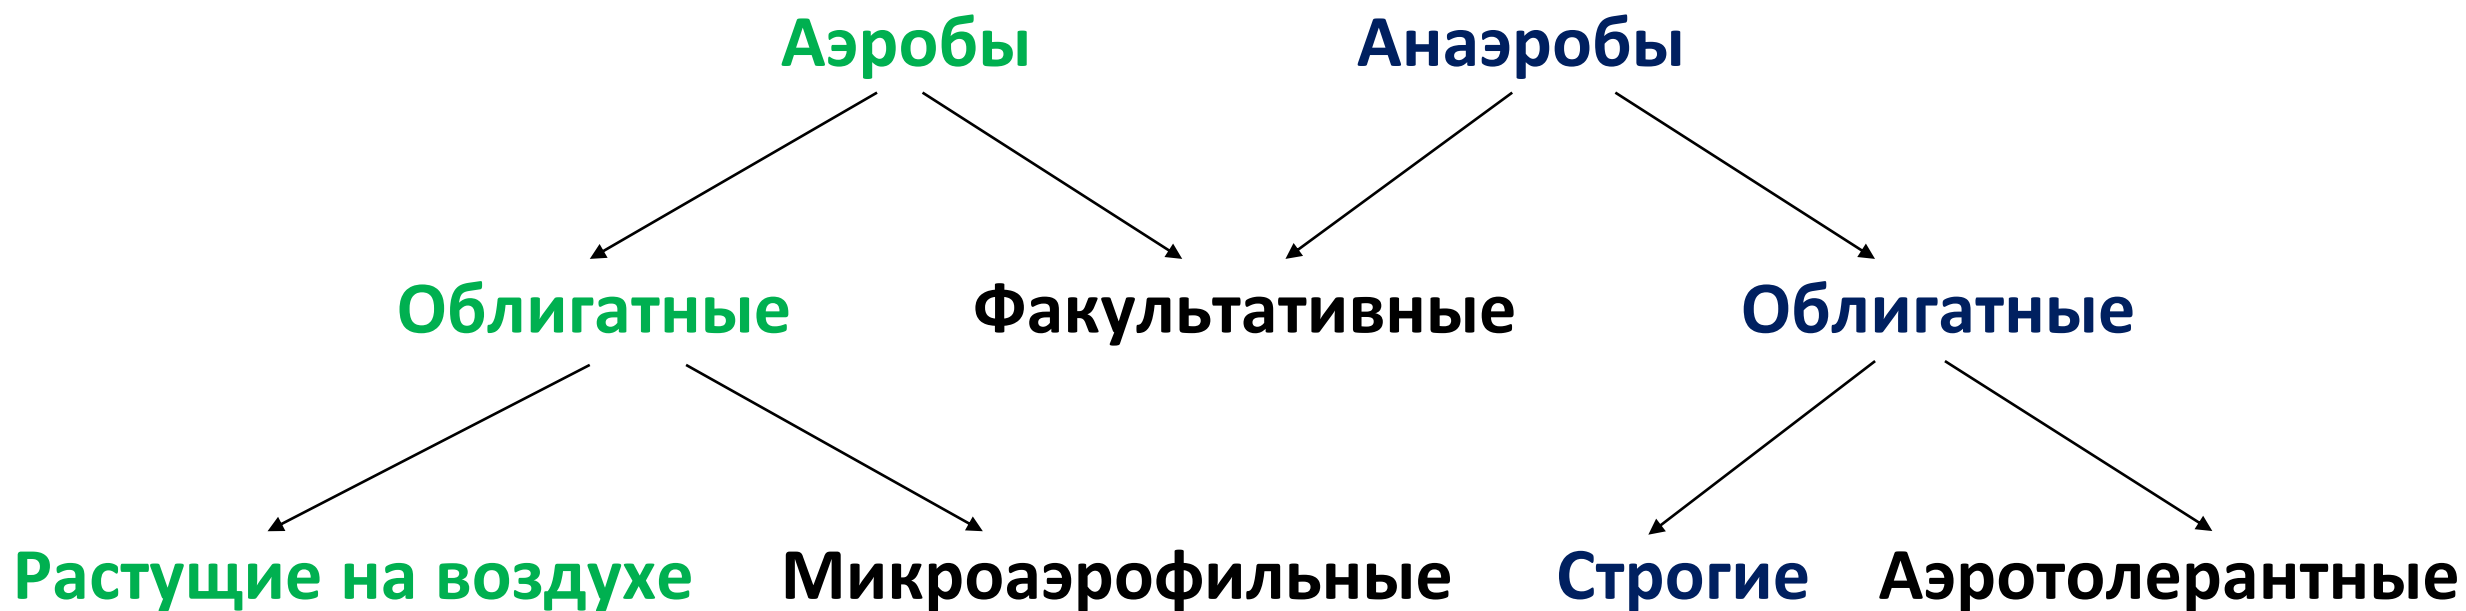 Аэробы Анаэробы
Облигатные Факультативные Облигатные
Растущие на воздухе Микроаэрофильные Строгие Аэротолерантные